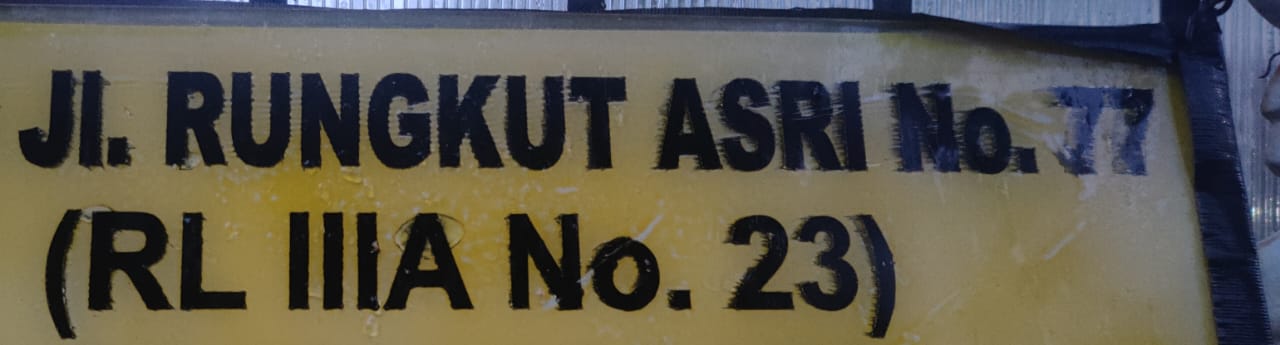 Jl. RUNGKUT ASRI No. 77
(RL IIIA No. 23)